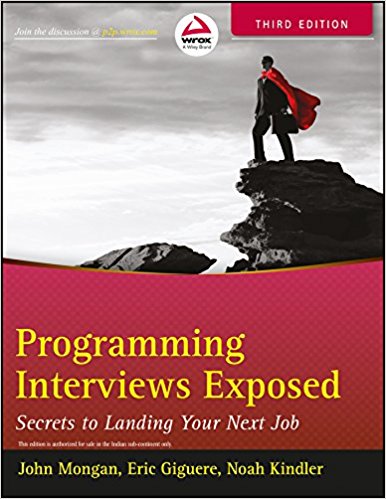 Join the discussion @ p2p.wrox.com
wrox
A Wiley Brand
THIRD EDITION
Programming
Interviews Exposed
Secrets to Landing Your Next Job
This edition is authorized for sale in the Indian sub-continent only.
John Mongan, Eric Giguere, Noah Kindler